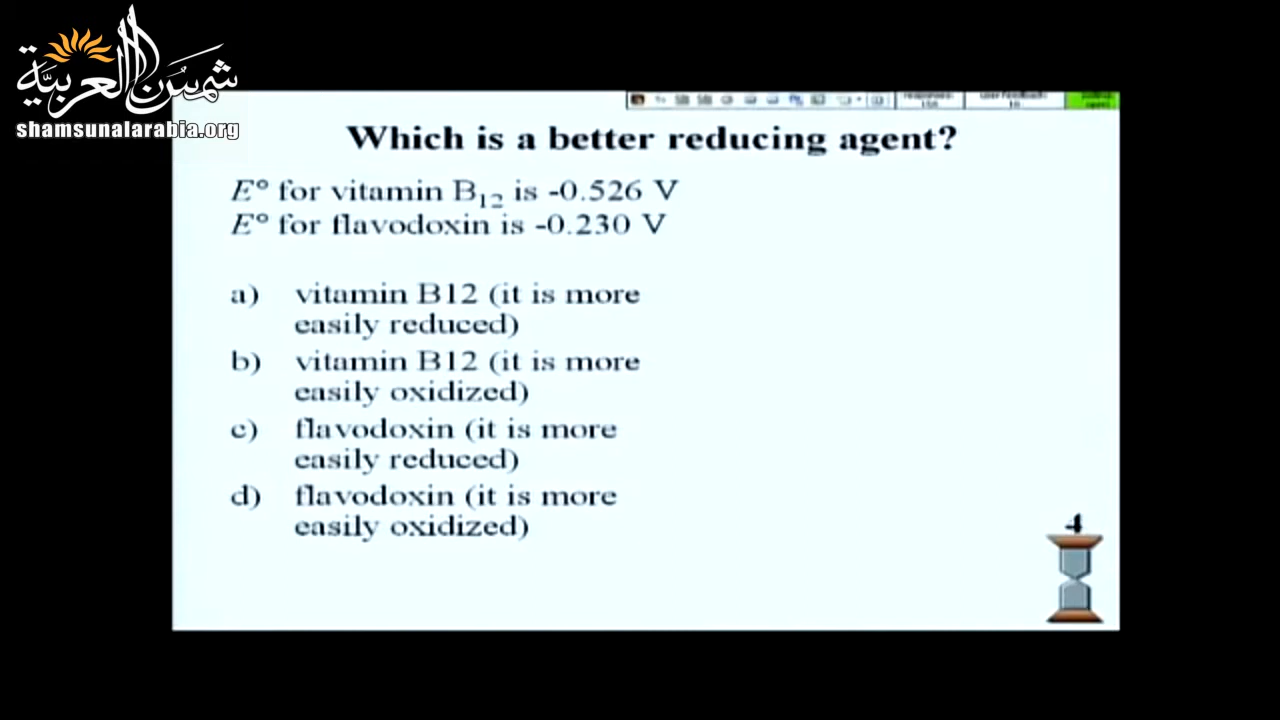 شمس العربية
shamsunalarabia.org
Which is a better reducing agent?
E° for vitamin B₁₂ is -0.526 V
E° for flavodoxin is -0.230 V
a) vitamin B12 (it is more
easily reduced)
b) vitamin B12 (it is more
easily oxidized)
c) flavodoxin (it is more
easily reduced)
d) flavodoxin (it is more
easily oxidized)
4